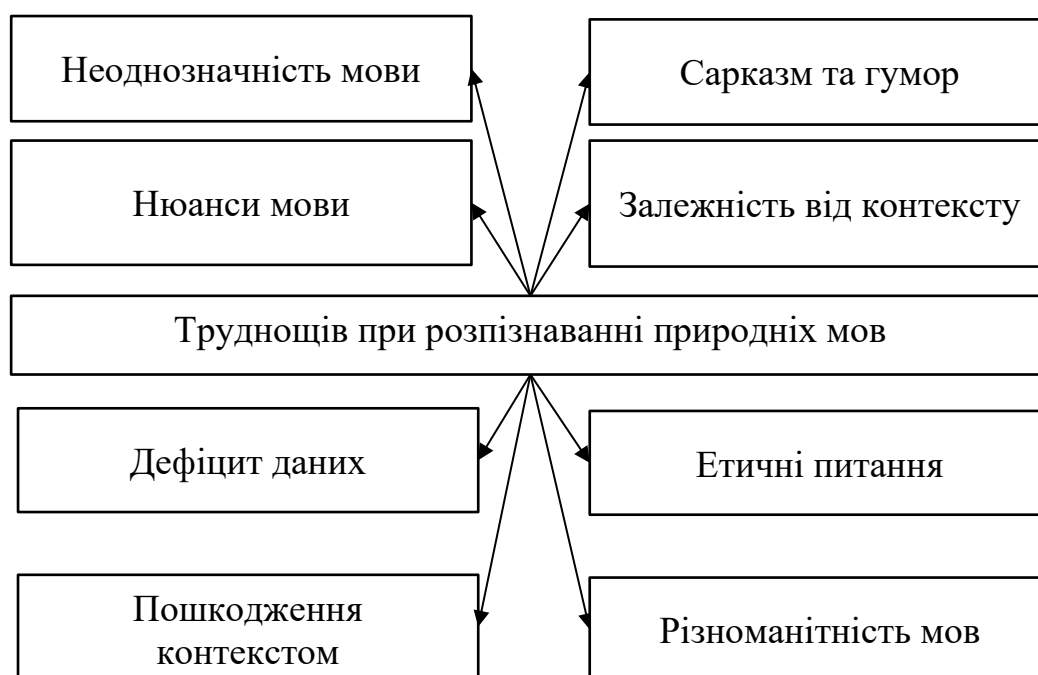 Неоднозначність мови
Сарказм та гумор
Нюанси мови
Залежність від контексту
Труднощів при розпізнаванні природніх мов
Дефіцит даних
Етичні питання
Пошкодження
контекстом
Різноманітність мов